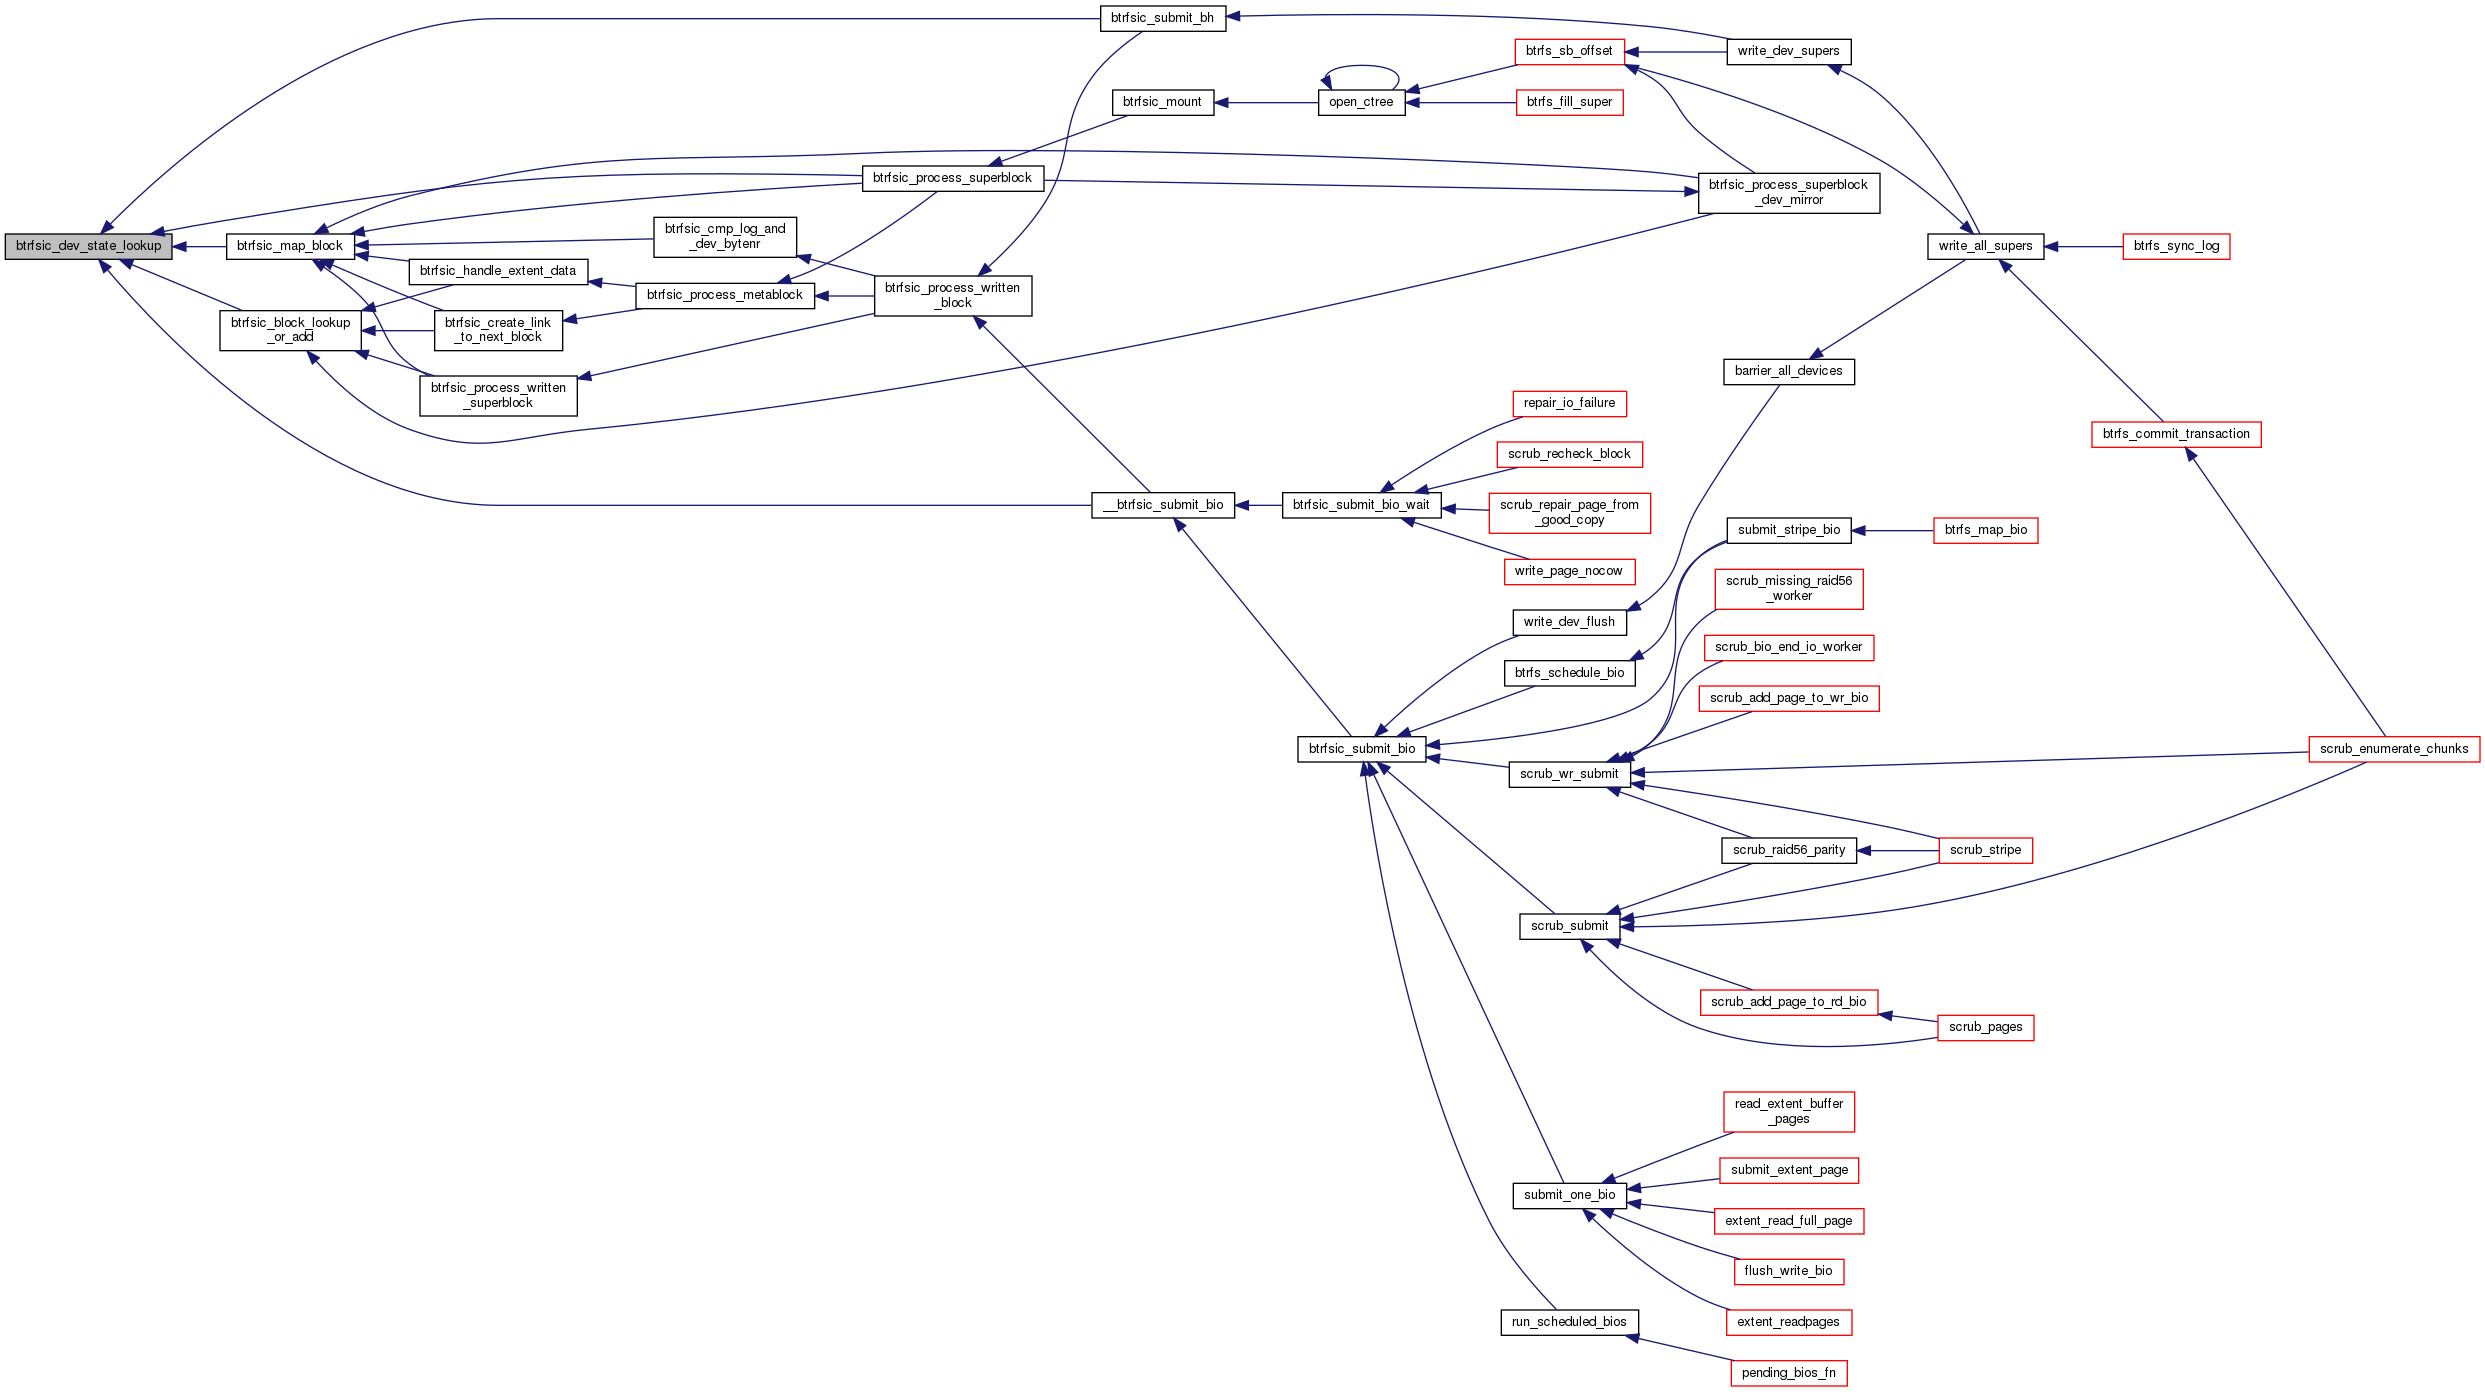 btrfsic_dev_state_lookup
btrfsic_map_block
btrfsic_block_lookup
_or_add
btrfsic_handle_extent_data
btrfsic_create_link
_to_next_block
btrfsic_process_written
_superblock
btrfsic_cmp_log_and
_dev_bytenr
btrfsic_process_metablock
btrfsic_process_superblock
btrfsic_process_written
_block
btrfsic_submit_bh
btrfsic_mount
__btrfsic_submit_bio
open_ctree
btrfsic_submit_bio_wait
btrfsic_submit_bio
btrfs_sb_offset
btrfs_fill_super
repair_io_failure
scrub_recheck_block
scrub_repair_page_from
_good_copy
write_page_nocow
write_dev_flush
btrfs_schedule_bio
scrub_wr_submit
scrub_submit
submit_one_bio
run_scheduled_bios
write_dev_supers
btrfsic_process_superblock
_dev_mirror
barrier_all_devices
submit_stripe_bio
scrub_missing_raid56
_worker
scrub_bio_end_io_worker
scrub_add_page_to_wr_bio
scrub_raid56_parity
scrub_add_page_to_rd_bio
read_extent_buffer
_pages
submit_extent_page
extent_read_full_page
flush_write_bio
extent_readpages
pending_bios_fn
write_all_supers
btrfs_map_bio
scrub_stripe
scrub_pages
btrfs_sync_log
btrfs_commit_transaction
scrub_enumerate_chunks